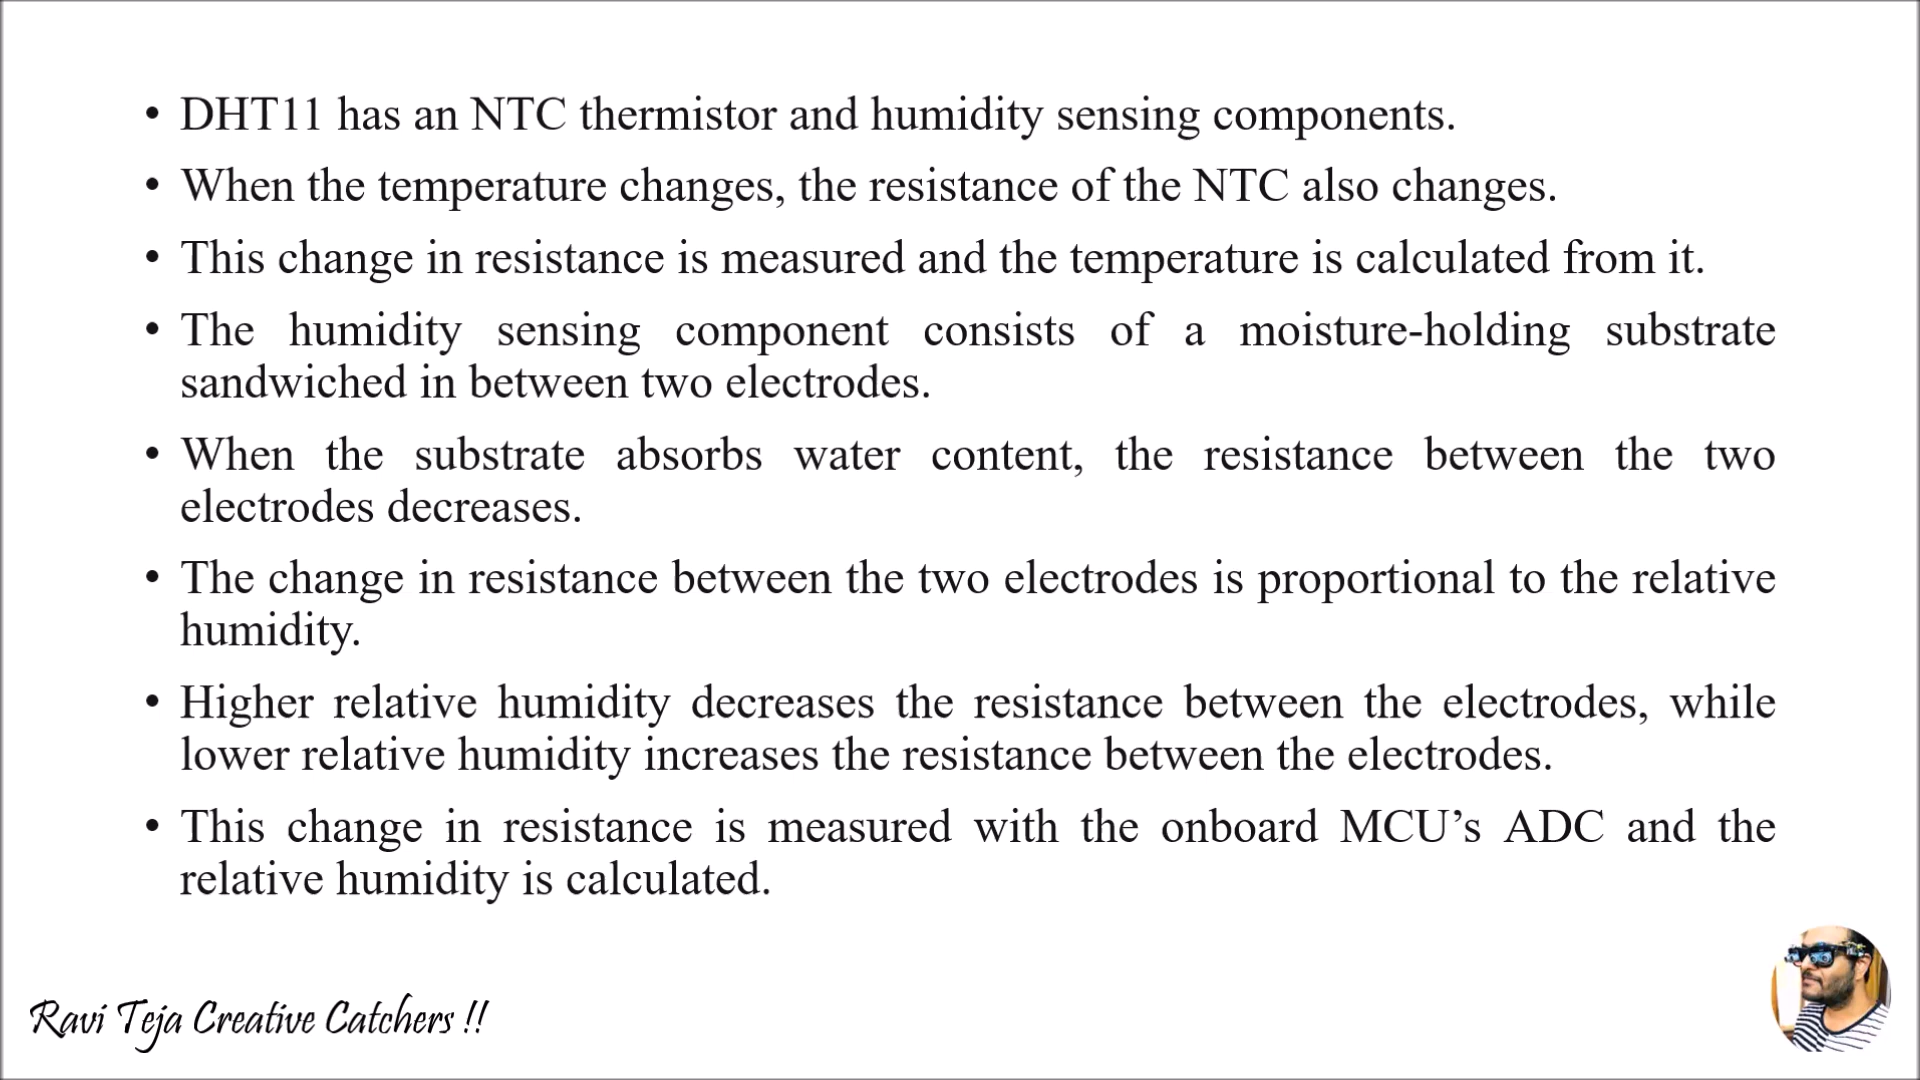 • DHT11 has an NTC thermistor and humidity sensing components.
• When the temperature changes, the resistance of the NTC also changes.
• This change in resistance is measured and the temperature is calculated from it.
• The humidity sensing component consists of a moisture-holding substrate
sandwiched in between two electrodes.
• When the substrate absorbs water content, the resistance between the two
electrodes decreases.
• The change in resistance between the two electrodes is proportional to the relative
humidity.
• Higher relative humidity decreases the resistance between the electrodes, while
lower relative humidity increases the resistance between the electrodes.
• This change in resistance is measured with the onboard MCU’s ADC and the
relative humidity is calculated.
Ravi Teja Creative Catchers !!